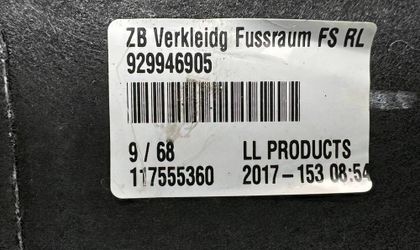 ZB Verkleidg Fussraum FS RL
929946905
9 / 68 LL PRODUCTS
117555360 2017-153 08:54